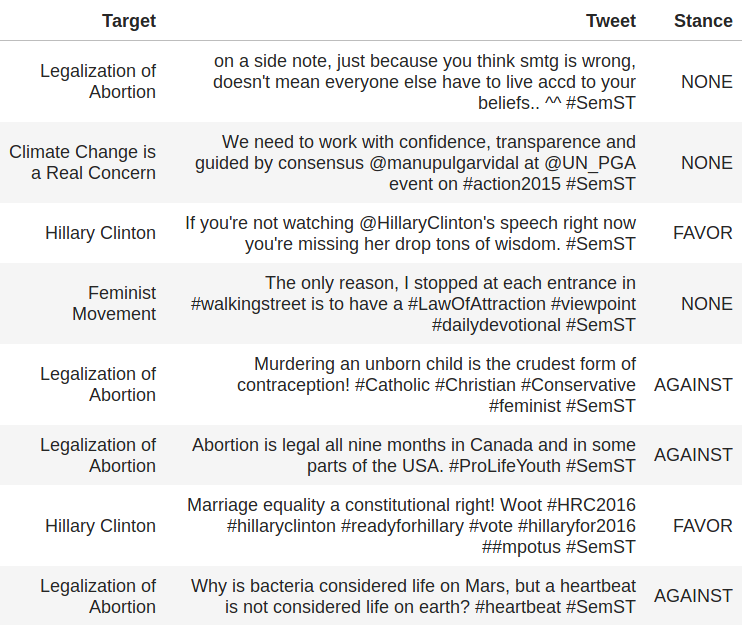 Target Tweet Stance
on a side note, just because you think smtg is wrong,
Legalization of
doesn't mean everyone else have to live accd to your NONE
Abortion
beliefs.. ^^ #SemST
We need to work with confidence, transparence and
Climate Change is
guided by consensus @manupulgarvidal at @UN_PGA NONE
a Real Concern
event on #action2015 #SemST
If you're not watching @HillaryClinton's speech right now
Hillary Clinton FAVOR
you're missing her drop tons of wisdom. #SemST
The only reason, I stopped at each entrance in
Feminist
#walkingstreet is to have a #LawOfAttraction #viewpoint NONE
Movement
#dailydevotional #SemST
Murdering an unborn child is the crudest form of
Legalization of
contraception! #Catholic #Christian #Conservative AGAINST
Abortion
#feminist #SemST
Legalization of Abortion is legal all nine months in Canada and in some
AGAINST
Abortion parts of the USA. #ProLifeYouth #SemST
Marriage equality a constitutional right! Woot #HRC2016
Hillary Clinton #hillaryclinton #readyforhillary #vote #hillaryfor2016 FAVOR
##mpotus #SemST
Legalization of Why is bacteria considered life on Mars, but a heartbeat
AGAINST
Abortion is not considered life on earth? #heartbeat #SemST